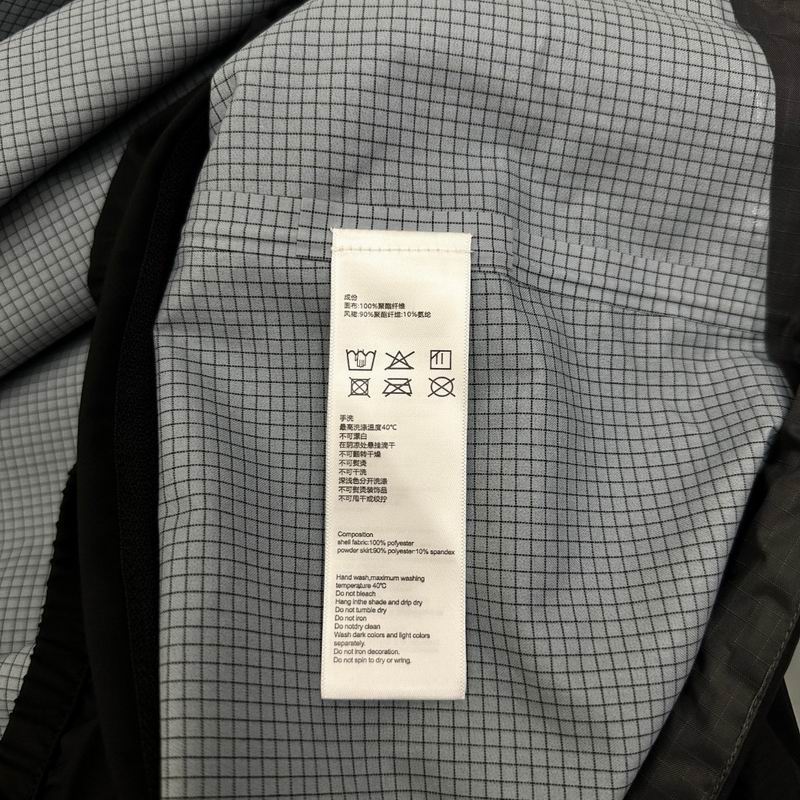 成份
面布:100%聚酯纤维
风裙:90%聚酯纤维:10%氨纶
手洗
最高洗涤温度40℃
不可漂白
在阴凉处悬挂滴干
不可翻转干燥
不可熨烫
不可干洗
深浅色分开洗涤
不可熨烫装饰品
不可甩干或绞拧
Composition
shell fabric:100% polyester
powder skirt:90% polyester:10% spandex
Hand wash,maximum washing
temperature 40℃
Do not bleach
Hang inthe shade and drip dry
Do not tumble dry
Do not iron
Do notdry clean
Wash dark colors and light colors
separately.
Do not iron decoration.
Do not spin to dry or wring.